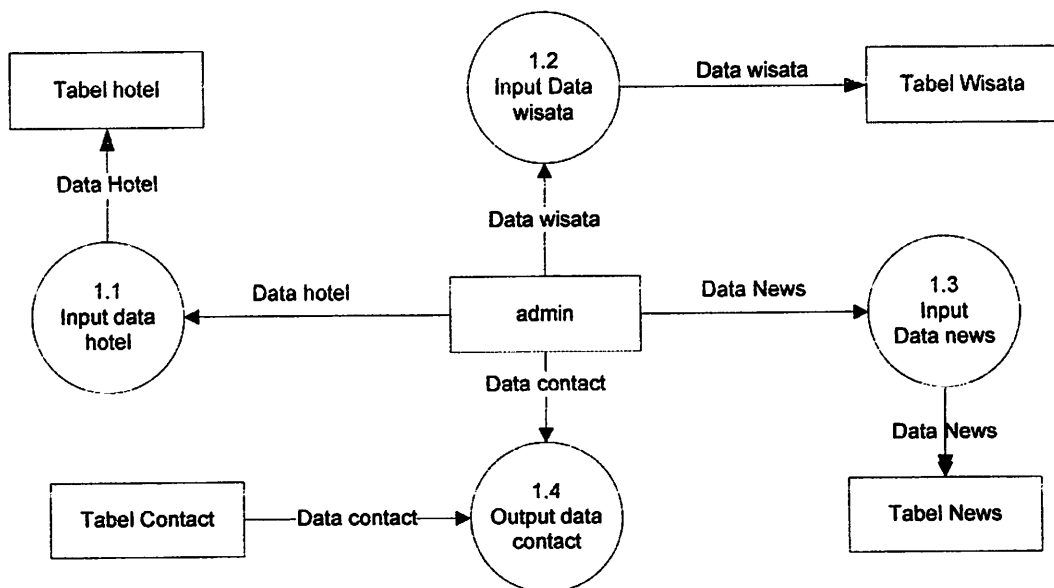 Tabel hotel
1.2
Input Data
wisata
Data wisata
Tabel Wisata
Data Hotel
Data wisata
1.1
Input data
hotel
Data hotel
admin
Data News
1.3
Input
Data news
Data contact
Data News
Tabel Contact
Data contact
1.4
Output data
contact
Tabel News